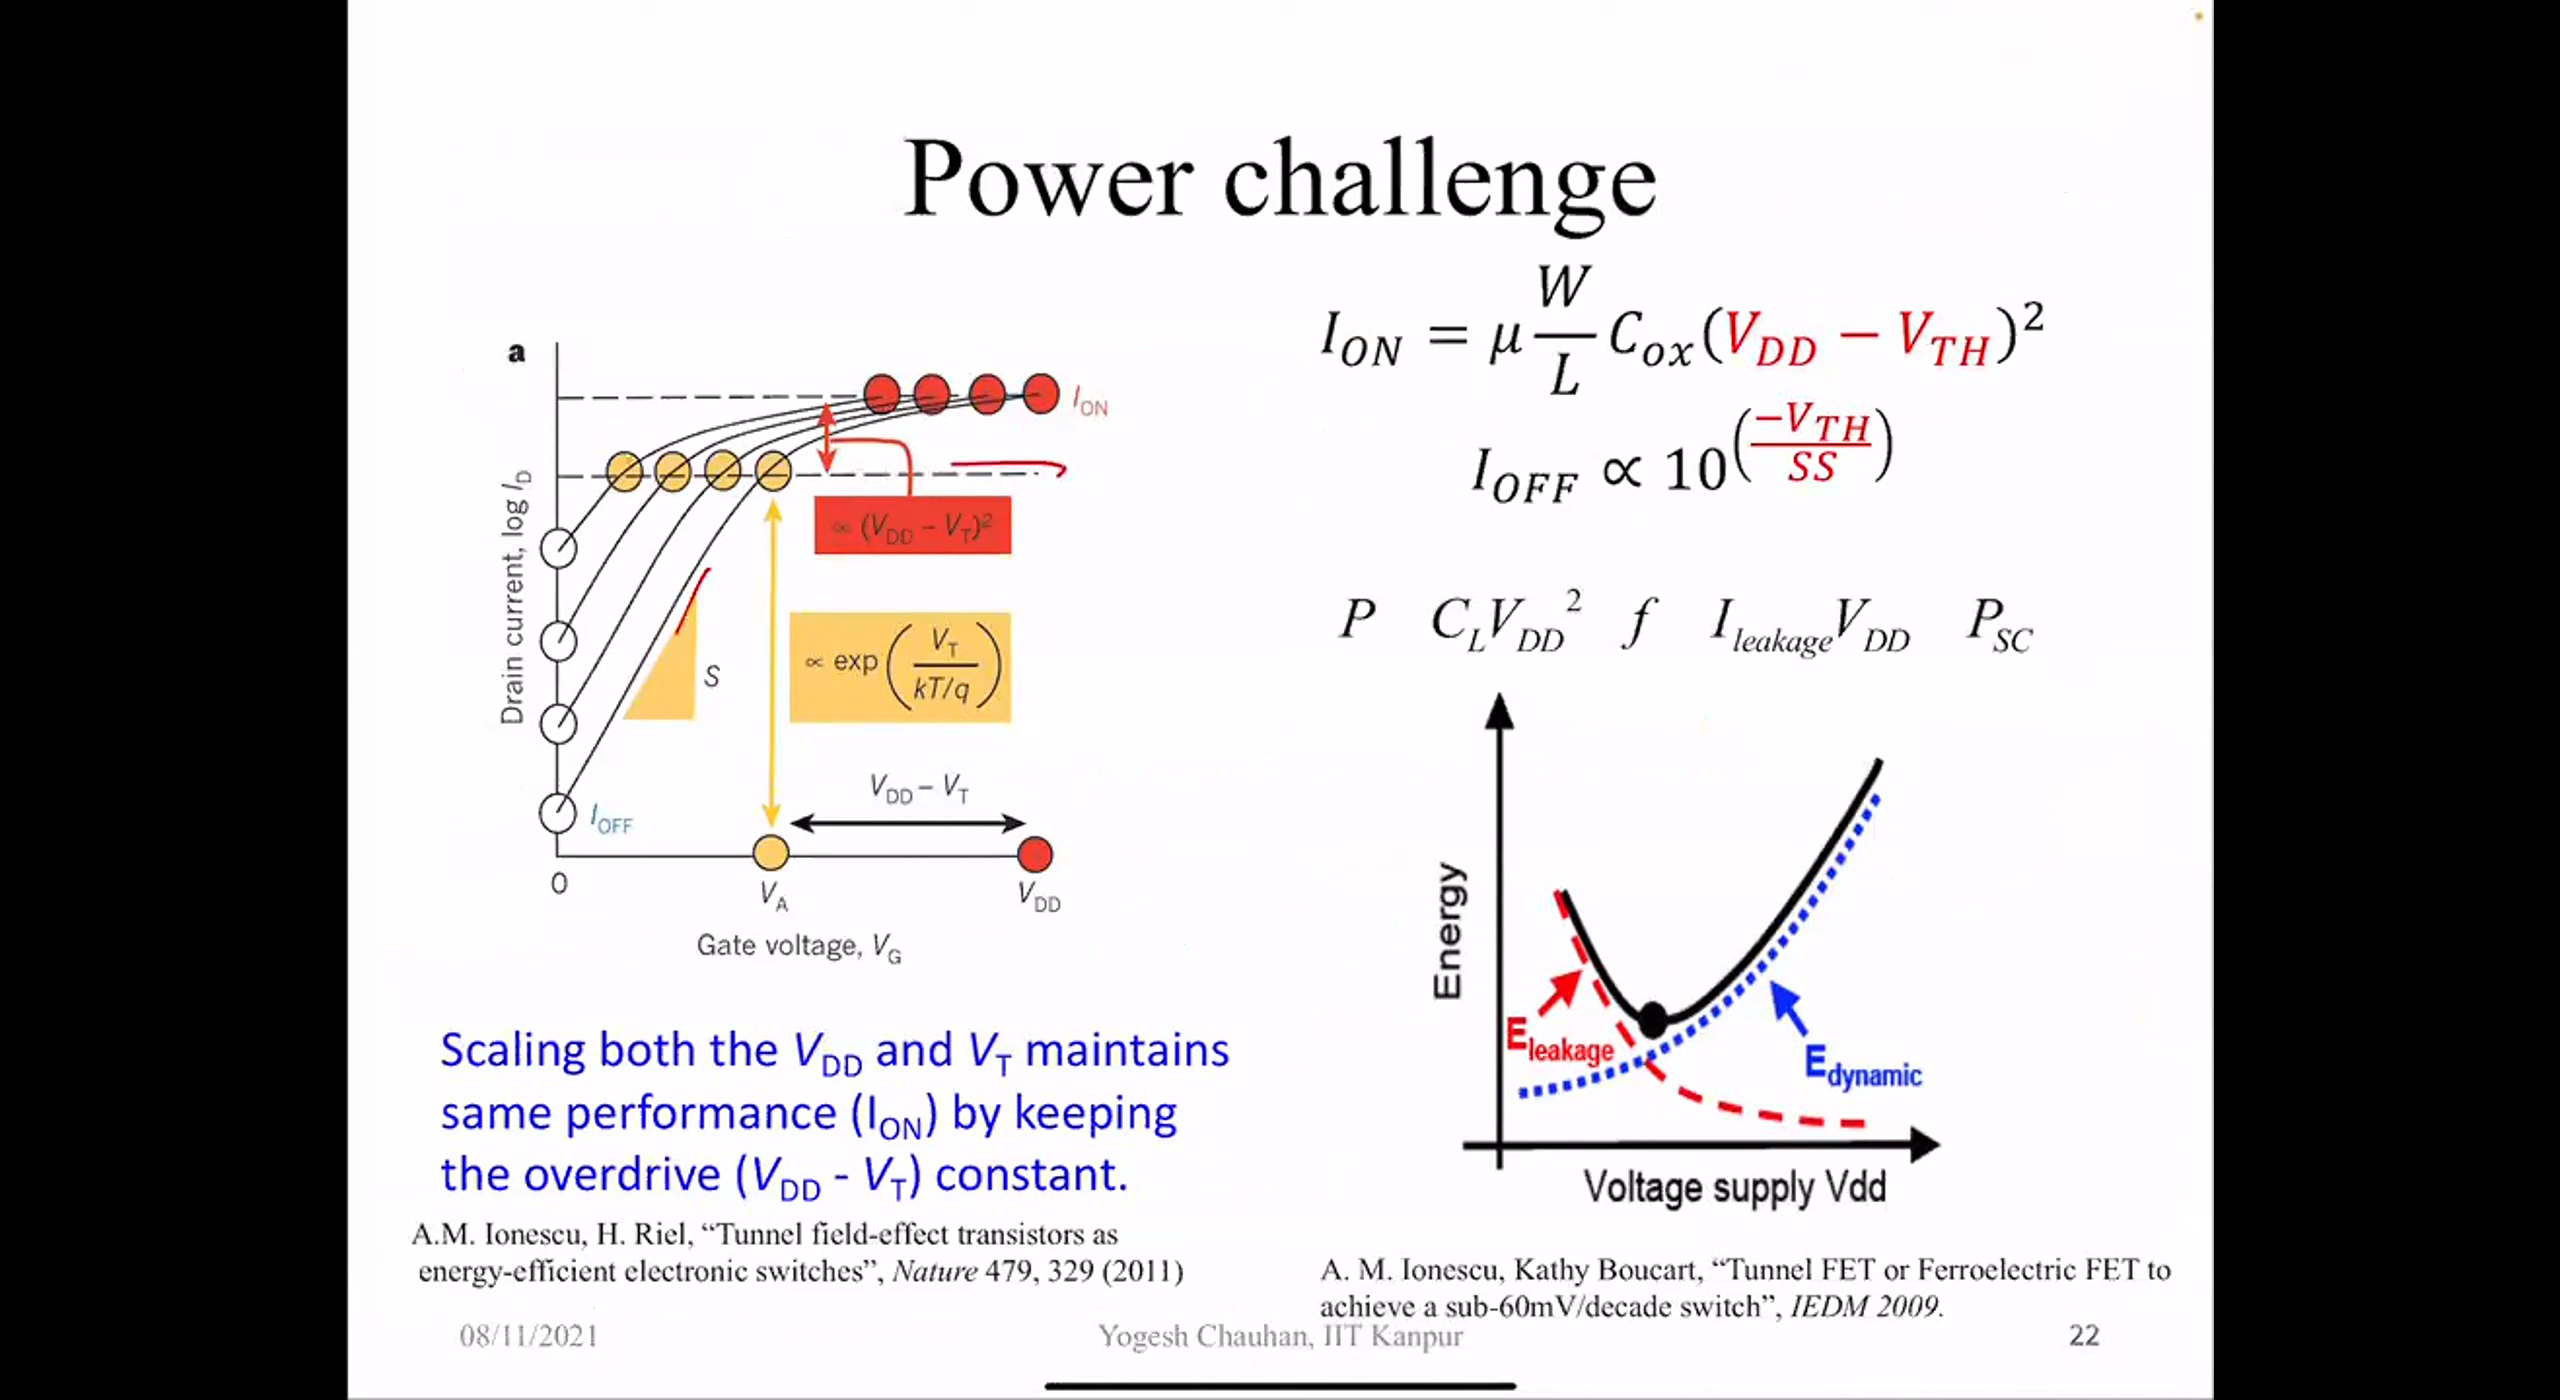 Power challenge
a
Drain current, log I_D
I_ON
∝ (V_DD − V_T)²
∝ exp(V_T / kT/q)
S
V_DD − V_T
I_OFF
0
V_A
V_DD
Gate voltage, V_G
Scaling both the V_DD and V_T maintains
same performance (I_ON) by keeping
the overdrive (V_DD - V_T) constant.
A.M. Ionescu, H. Riel, “Tunnel field-effect transistors as
energy-efficient electronic switches”, Nature 479, 329 (2011)
I_ON = μ W/L C_ox(V_DD − V_TH)²
I_OFF ∝ 10^(−V_TH/SS)
P C_L V_DD² f I_leakage V_DD P_SC
Energy
E_leakage
E_dynamic
Voltage supply Vdd
A. M. Ionescu, Kathy Boucart, “Tunnel FET or Ferroelectric FET to
achieve a sub-60mV/decade switch”, IEDM 2009.
08/11/2021
Yogesh Chauhan, IIT Kanpur
22